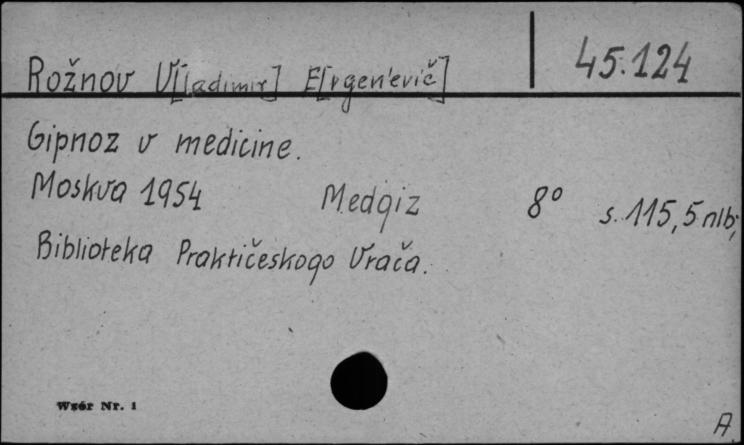 45.124
Rožnov V[ladimir] E[vgen'evič]
Gipnoz v medicine.
Moskva 1954 Medgiz 8° s. 115, 5 nlb;
Biblioteka Praktičeskogo Vrača.
Wzór Nr. 1
A